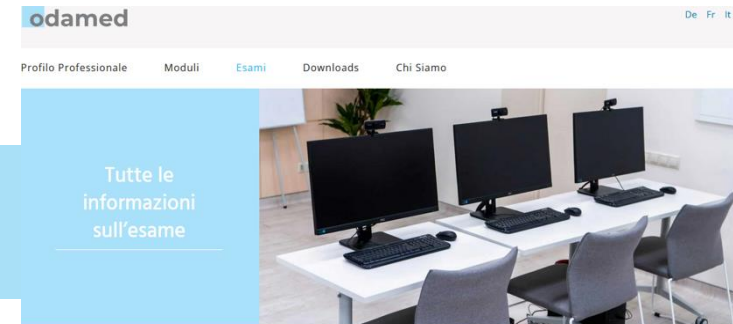 odamed
De Fr It
Profilo Professionale Moduli Esami Downloads Chi Siamo
Tutte le
informazioni
sull'esame